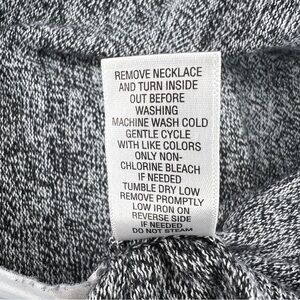 REMOVE NECKLACE
AND TURN INSIDE
OUT BEFORE
WASHING
MACHINE WASH COLD
GENTLE CYCLE
WITH LIKE COLORS
ONLY NON-
CHLORINE BLEACH
IF NEEDED
TUMBLE DRY LOW
REMOVE PROMPTLY
LOW IRON ON
REVERSE SIDE
IF NEEDED
DO NOT STEAM